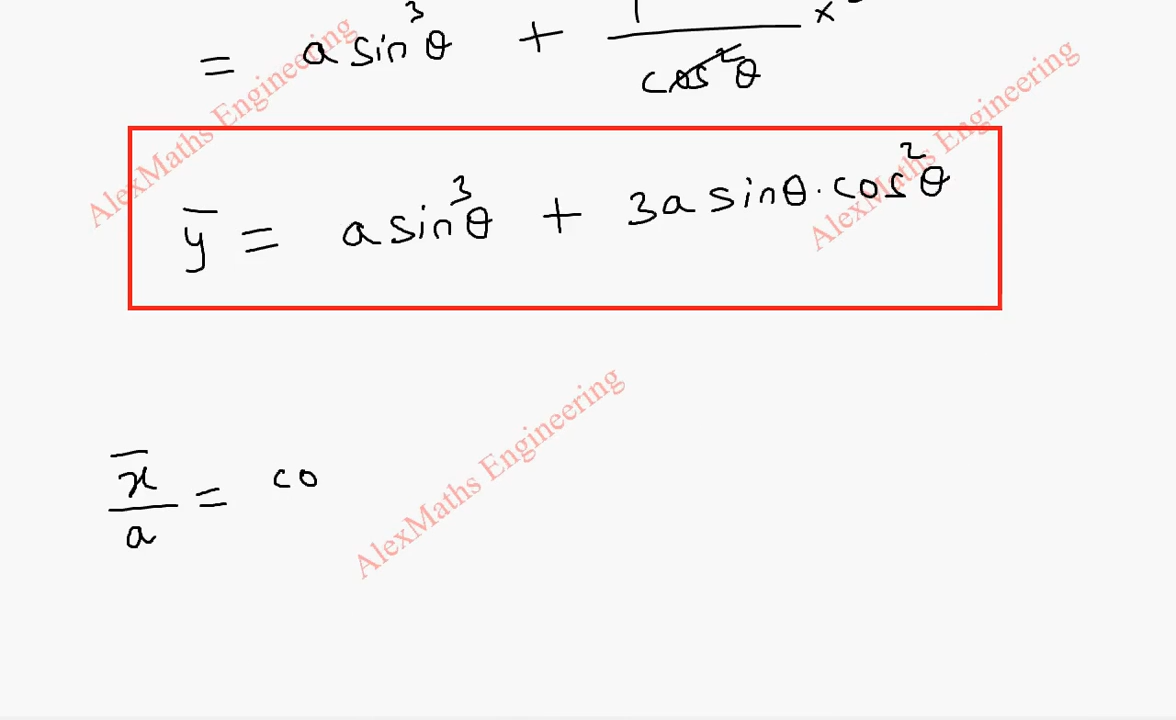 = a sin³θ + 1/cos²θ ×
ȳ = a sin³θ + 3a sinθ · cos²θ
x̄/a = co
AlexMaths Engineering
AlexMaths Engineering
AlexMaths Engineering